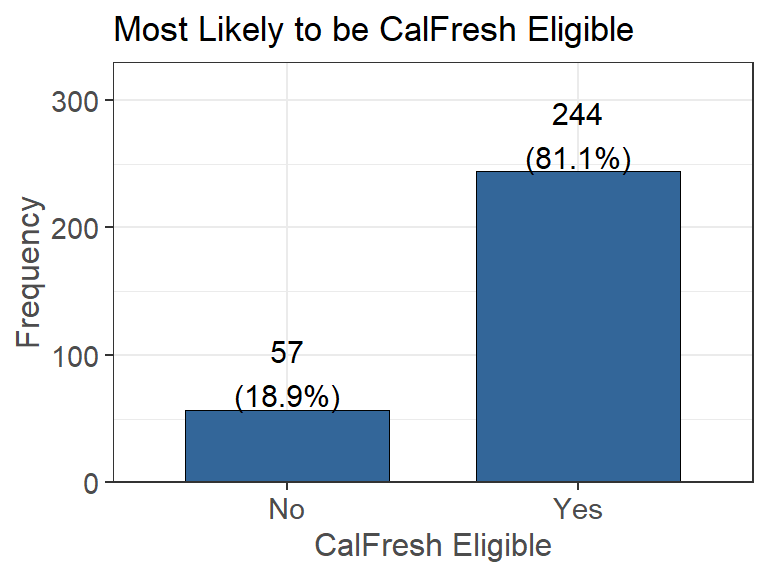 Most Likely to be CalFresh Eligible
Frequency
300
200
100
0
244
(81.1%)
57
(18.9%)
No
Yes
CalFresh Eligible